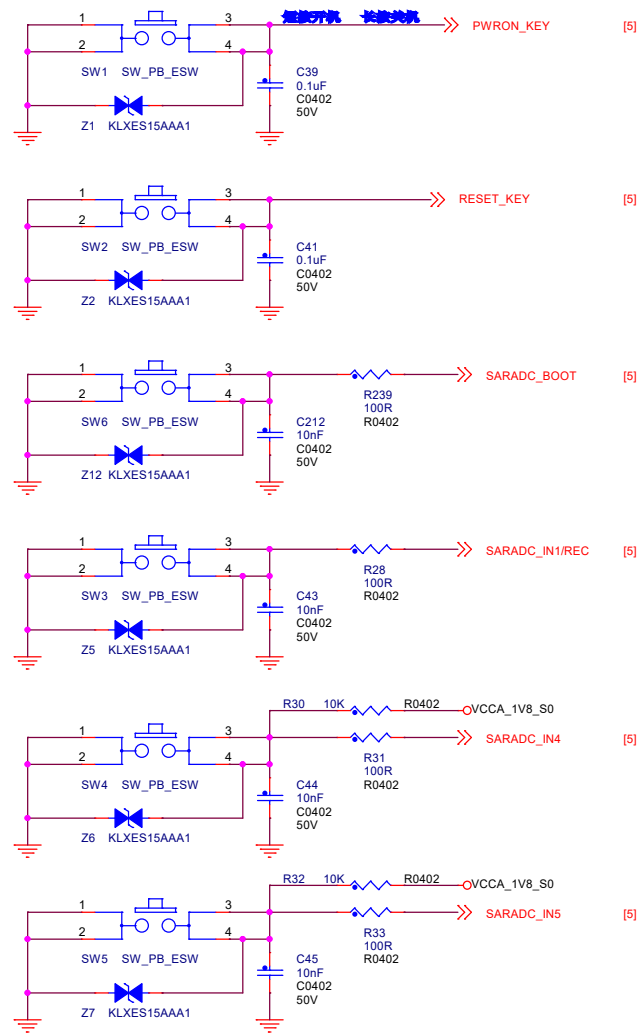 1 3 短按开机 长按关机 PWRON_KEY [5]
2 4
SW1 SW_PB_ESW
C39
0.1uF
C0402
50V
Z1 KLXES15AAA1
1 3 RESET_KEY [5]
2 4
SW2 SW_PB_ESW
C41
0.1uF
C0402
50V
Z2 KLXES15AAA1
1 3 SARADC_BOOT [5]
2 4
R239
100R
R0402
SW6 SW_PB_ESW
C212
10nF
C0402
50V
Z12 KLXES15AAA1
1 3 SARADC_IN1/REC [5]
2 4
R28
100R
R0402
SW3 SW_PB_ESW
C43
10nF
C0402
50V
Z5 KLXES15AAA1
R30 10K R0402 VCCA_1V8_S0
1 3 SARADC_IN4 [5]
2 4
R31
100R
R0402
SW4 SW_PB_ESW
C44
10nF
C0402
50V
Z6 KLXES15AAA1
R32 10K R0402 VCCA_1V8_S0
1 3 SARADC_IN5 [5]
2 4
R33
100R
R0402
SW5 SW_PB_ESW
C45
10nF
C0402
50V
Z7 KLXES15AAA1